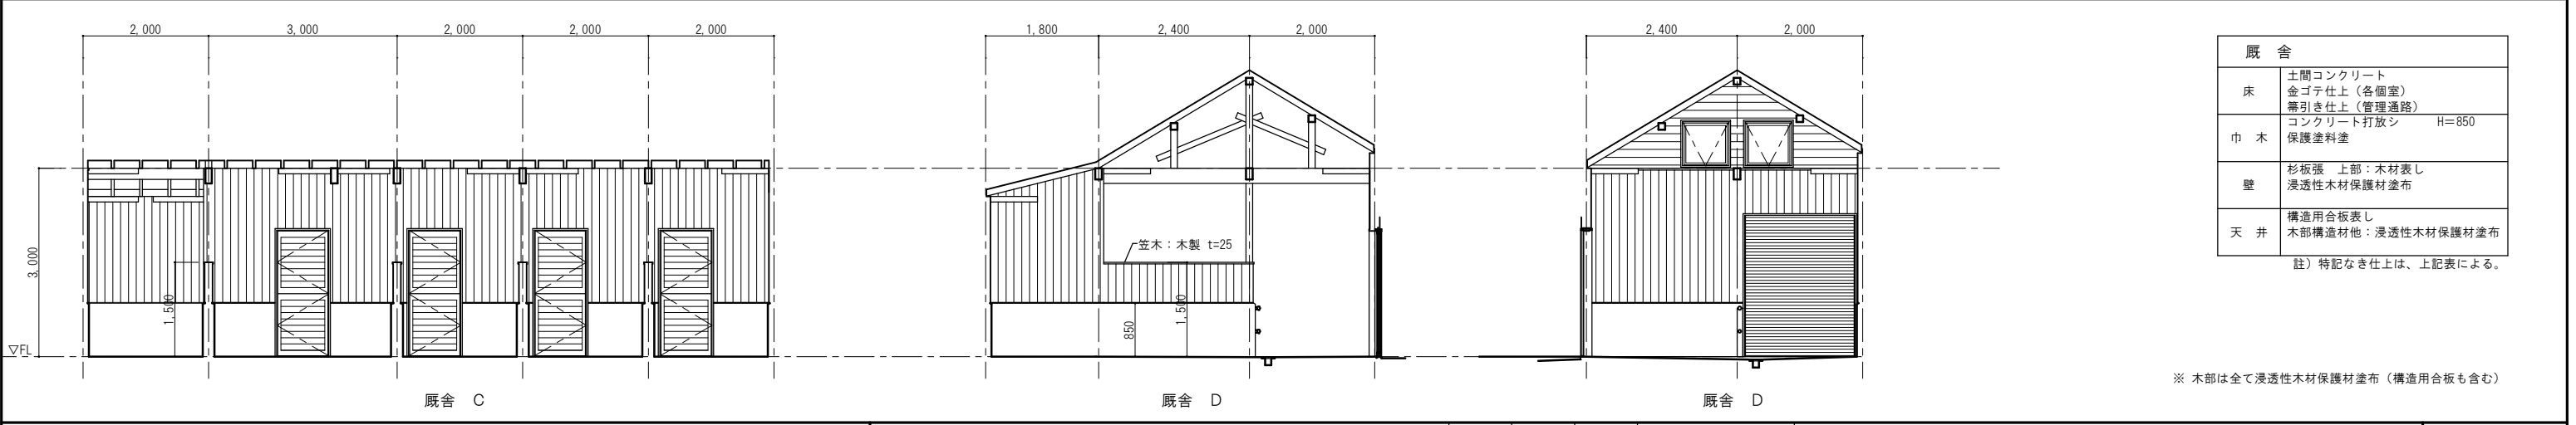 2,000
3,000
2,000
2,000
2,000
3,000
1,500
▽FL
厩舎 C
1,800
2,400
2,000
笠木：木製 t=25
850
1,500
厩舎 D
2,400
2,000
厩舎 D
厩 舎
床
土間コンクリート
金ゴテ仕上（各個室）
箒引き仕上（管理通路）
巾 木
コンクリート打放シ H=850
保護塗料塗
壁
杉板張 上部：木材表し
浸透性木材保護材塗布
天 井
構造用合板表し
木部構造材他：浸透性木材保護材塗布
註）特記なき仕上は、上記表による。
※ 木部は全て浸透性木材保護材塗布（構造用合板も含む）